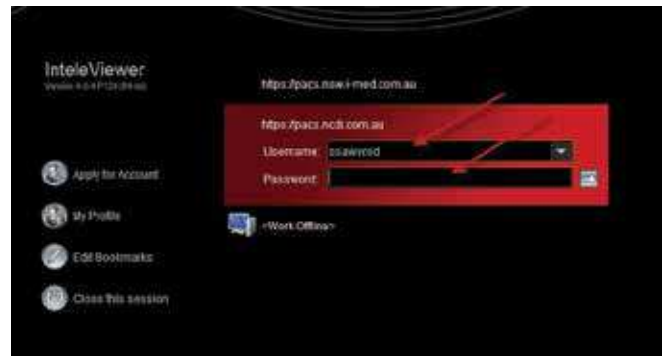 InteleViewer
https://pacs.nsw.i-med.com.au
https://pacs.ncdi.com.au
Username:
Password:
Apply for Account
My Profile
<Work Offline>
Edit Bookmarks
Close this session